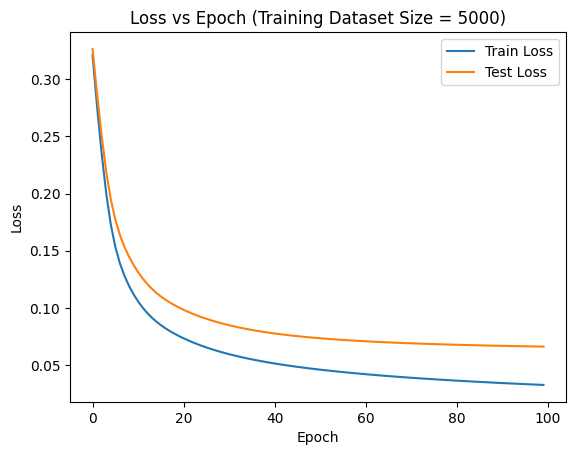 Loss vs Epoch (Training Dataset Size = 5000)
Train Loss
Test Loss
0.30
0.25
0.20
0.15
0.10
0.05
Loss
0 20 40 60 80 100
Epoch